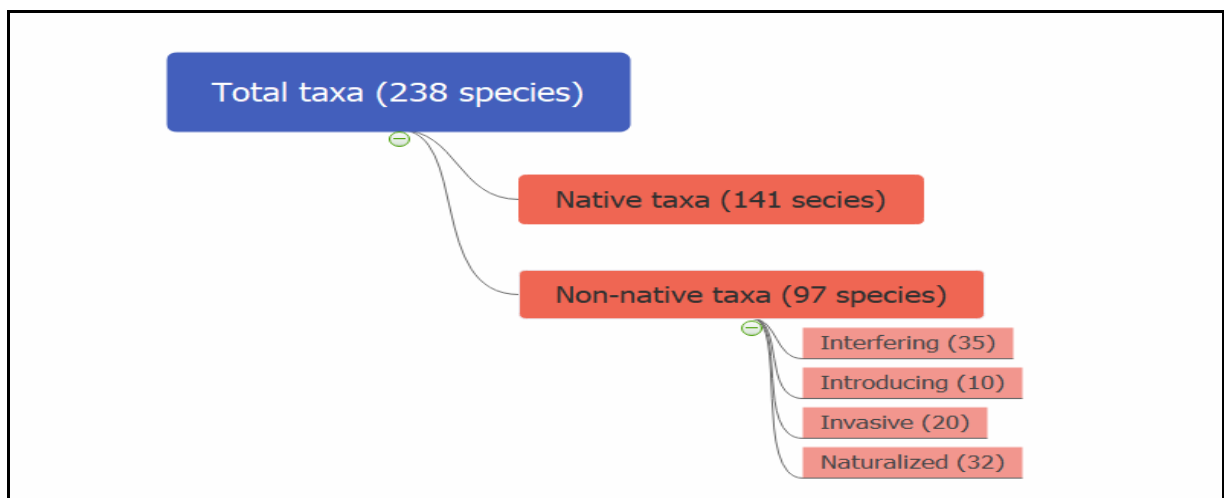 Total taxa (238 species)
Native taxa (141 secies)
Non-native taxa (97 species)
Interfering (35)
Introducing (10)
Invasive (20)
Naturalized (32)